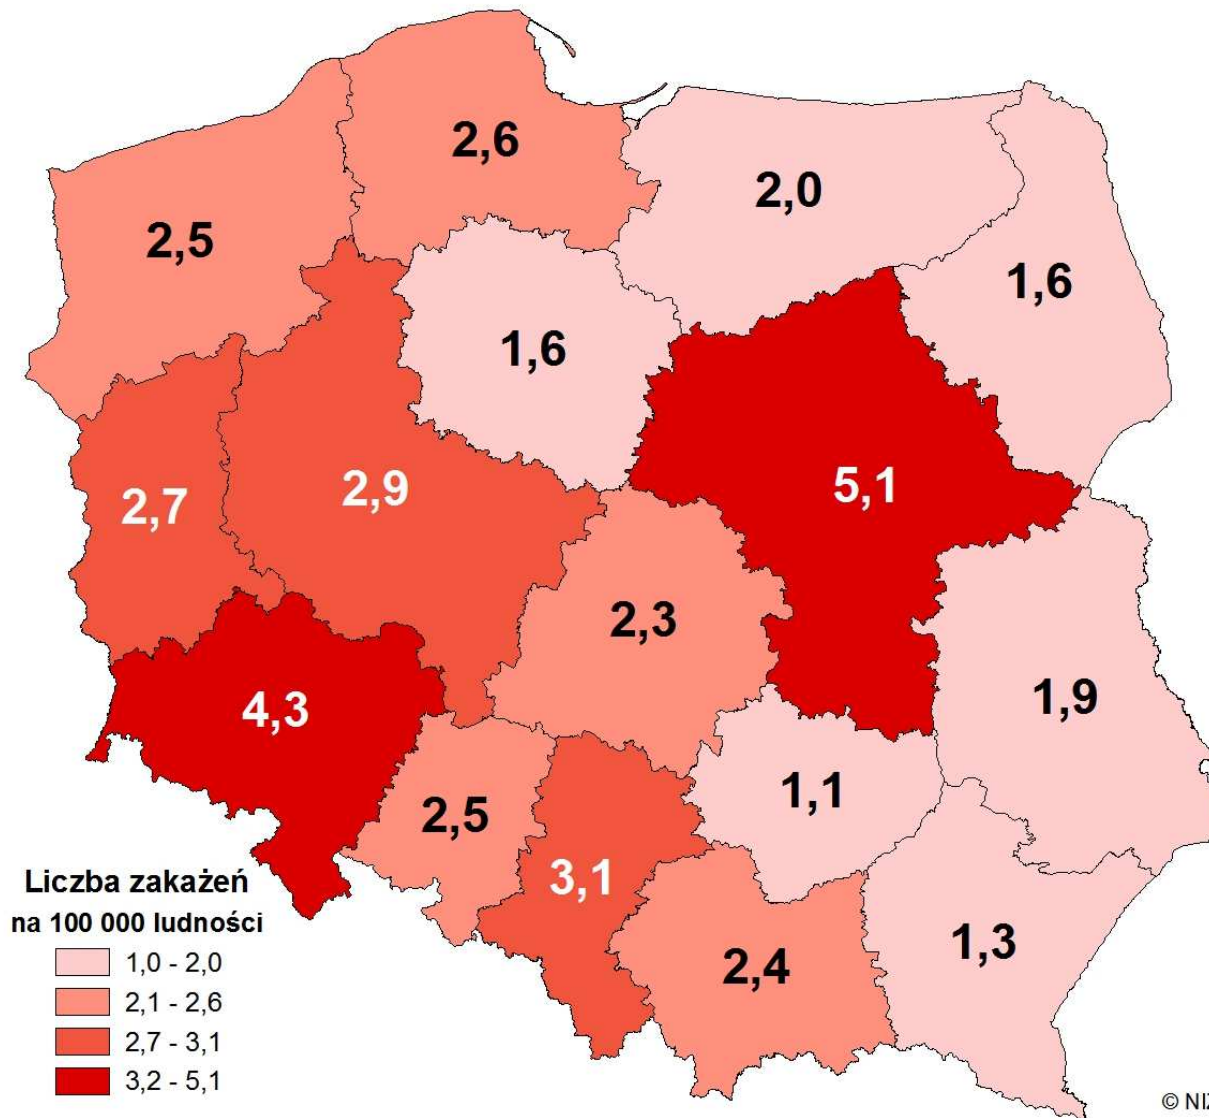 2,6
2,0
2,5
1,6
1,6
5,1
2,7
2,9
2,3
1,9
4,3
1,1
2,5
3,1
1,3
2,4
Liczba zakażeń
na 100 000 ludności
1,0 - 2,0
2,1 - 2,6
2,7 - 3,1
3,2 - 5,1
©